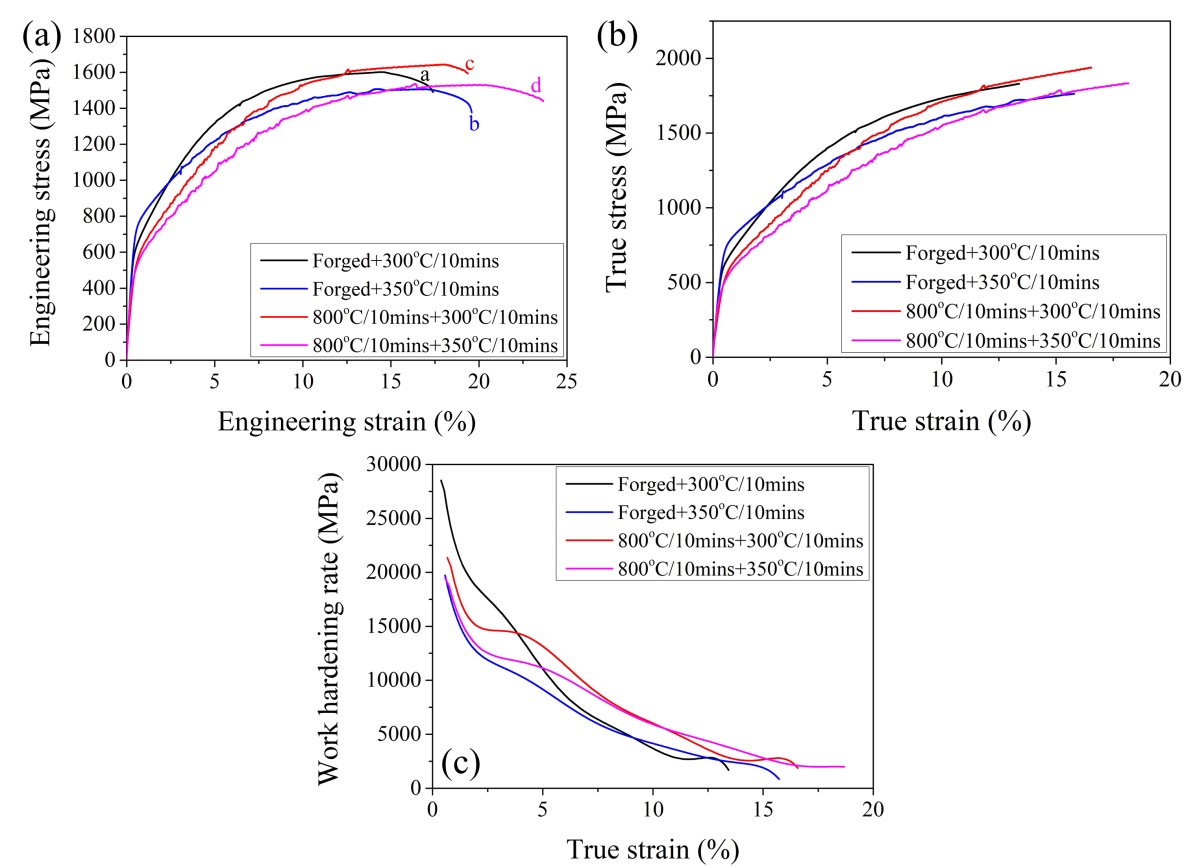 (a)
1800
1600
1400
1200
1000
800
600
400
200
0
0 5 10 15 20 25
Engineering stress (MPa)
Engineering strain (%)
a
b
c
d
Forged+300°C/10mins
Forged+350°C/10mins
800°C/10mins+300°C/10mins
800°C/10mins+350°C/10mins
(b)
2000
1500
1000
500
0
0 5 10 15 20
True stress (MPa)
True strain (%)
Forged+300°C/10mins
Forged+350°C/10mins
800°C/10mins+300°C/10mins
800°C/10mins+350°C/10mins
30000
25000
20000
15000
10000
5000
0
0 5 10 15 20
Work hardening rate (MPa)
True strain (%)
(c)
Forged+300°C/10mins
Forged+350°C/10mins
800°C/10mins+300°C/10mins
800°C/10mins+350°C/10mins